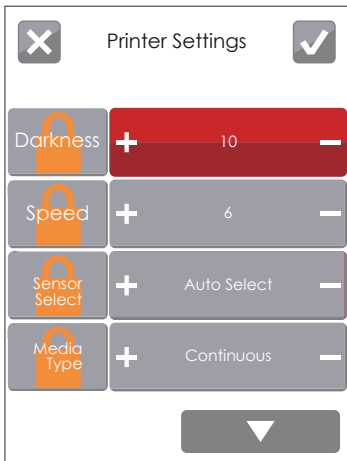 Printer Settings
Darkness + 10 -
Speed + 6 -
Sensor
Select + Auto Select -
Media
Type + Continuous -